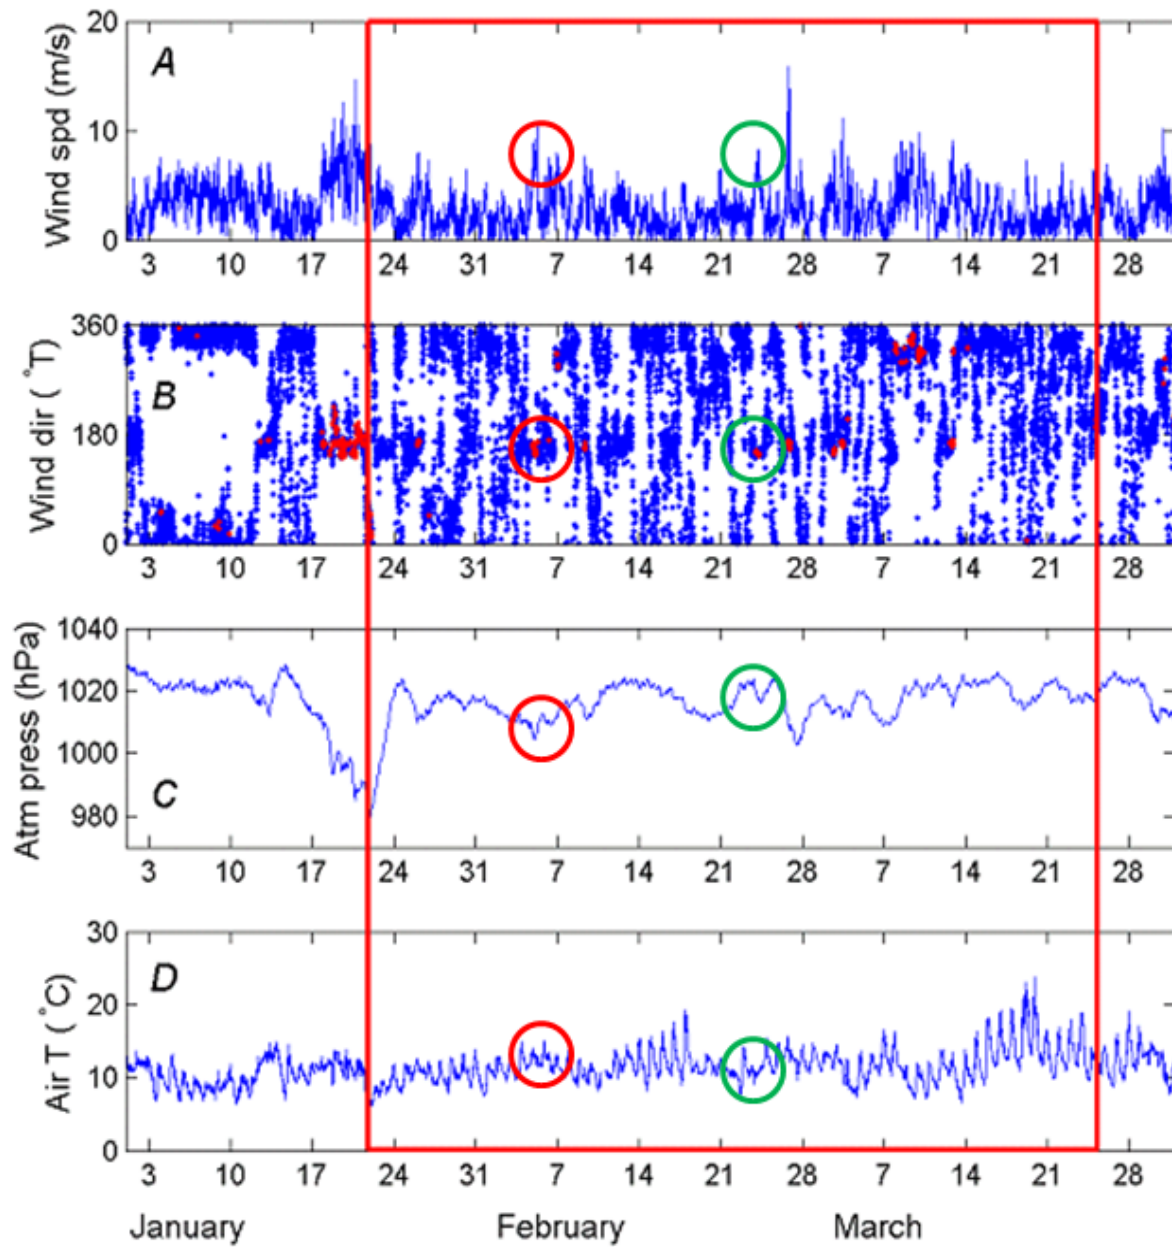 20
A
10
0
Wind spd (m/s)
3 10 17 24 31 7 14 21 28 7 14 21 28
360
B
180
0
Wind dir ( °T)
3 10 17 24 31 7 14 21 28 7 14 21 28
1040
1020
1000
980
C
Atm press (hPa)
3 10 17 24 31 7 14 21 28 7 14 21 28
30
D
20
10
0
Air T ( °C)
3 10 17 24 31 7 14 21 28 7 14 21 28
January February March